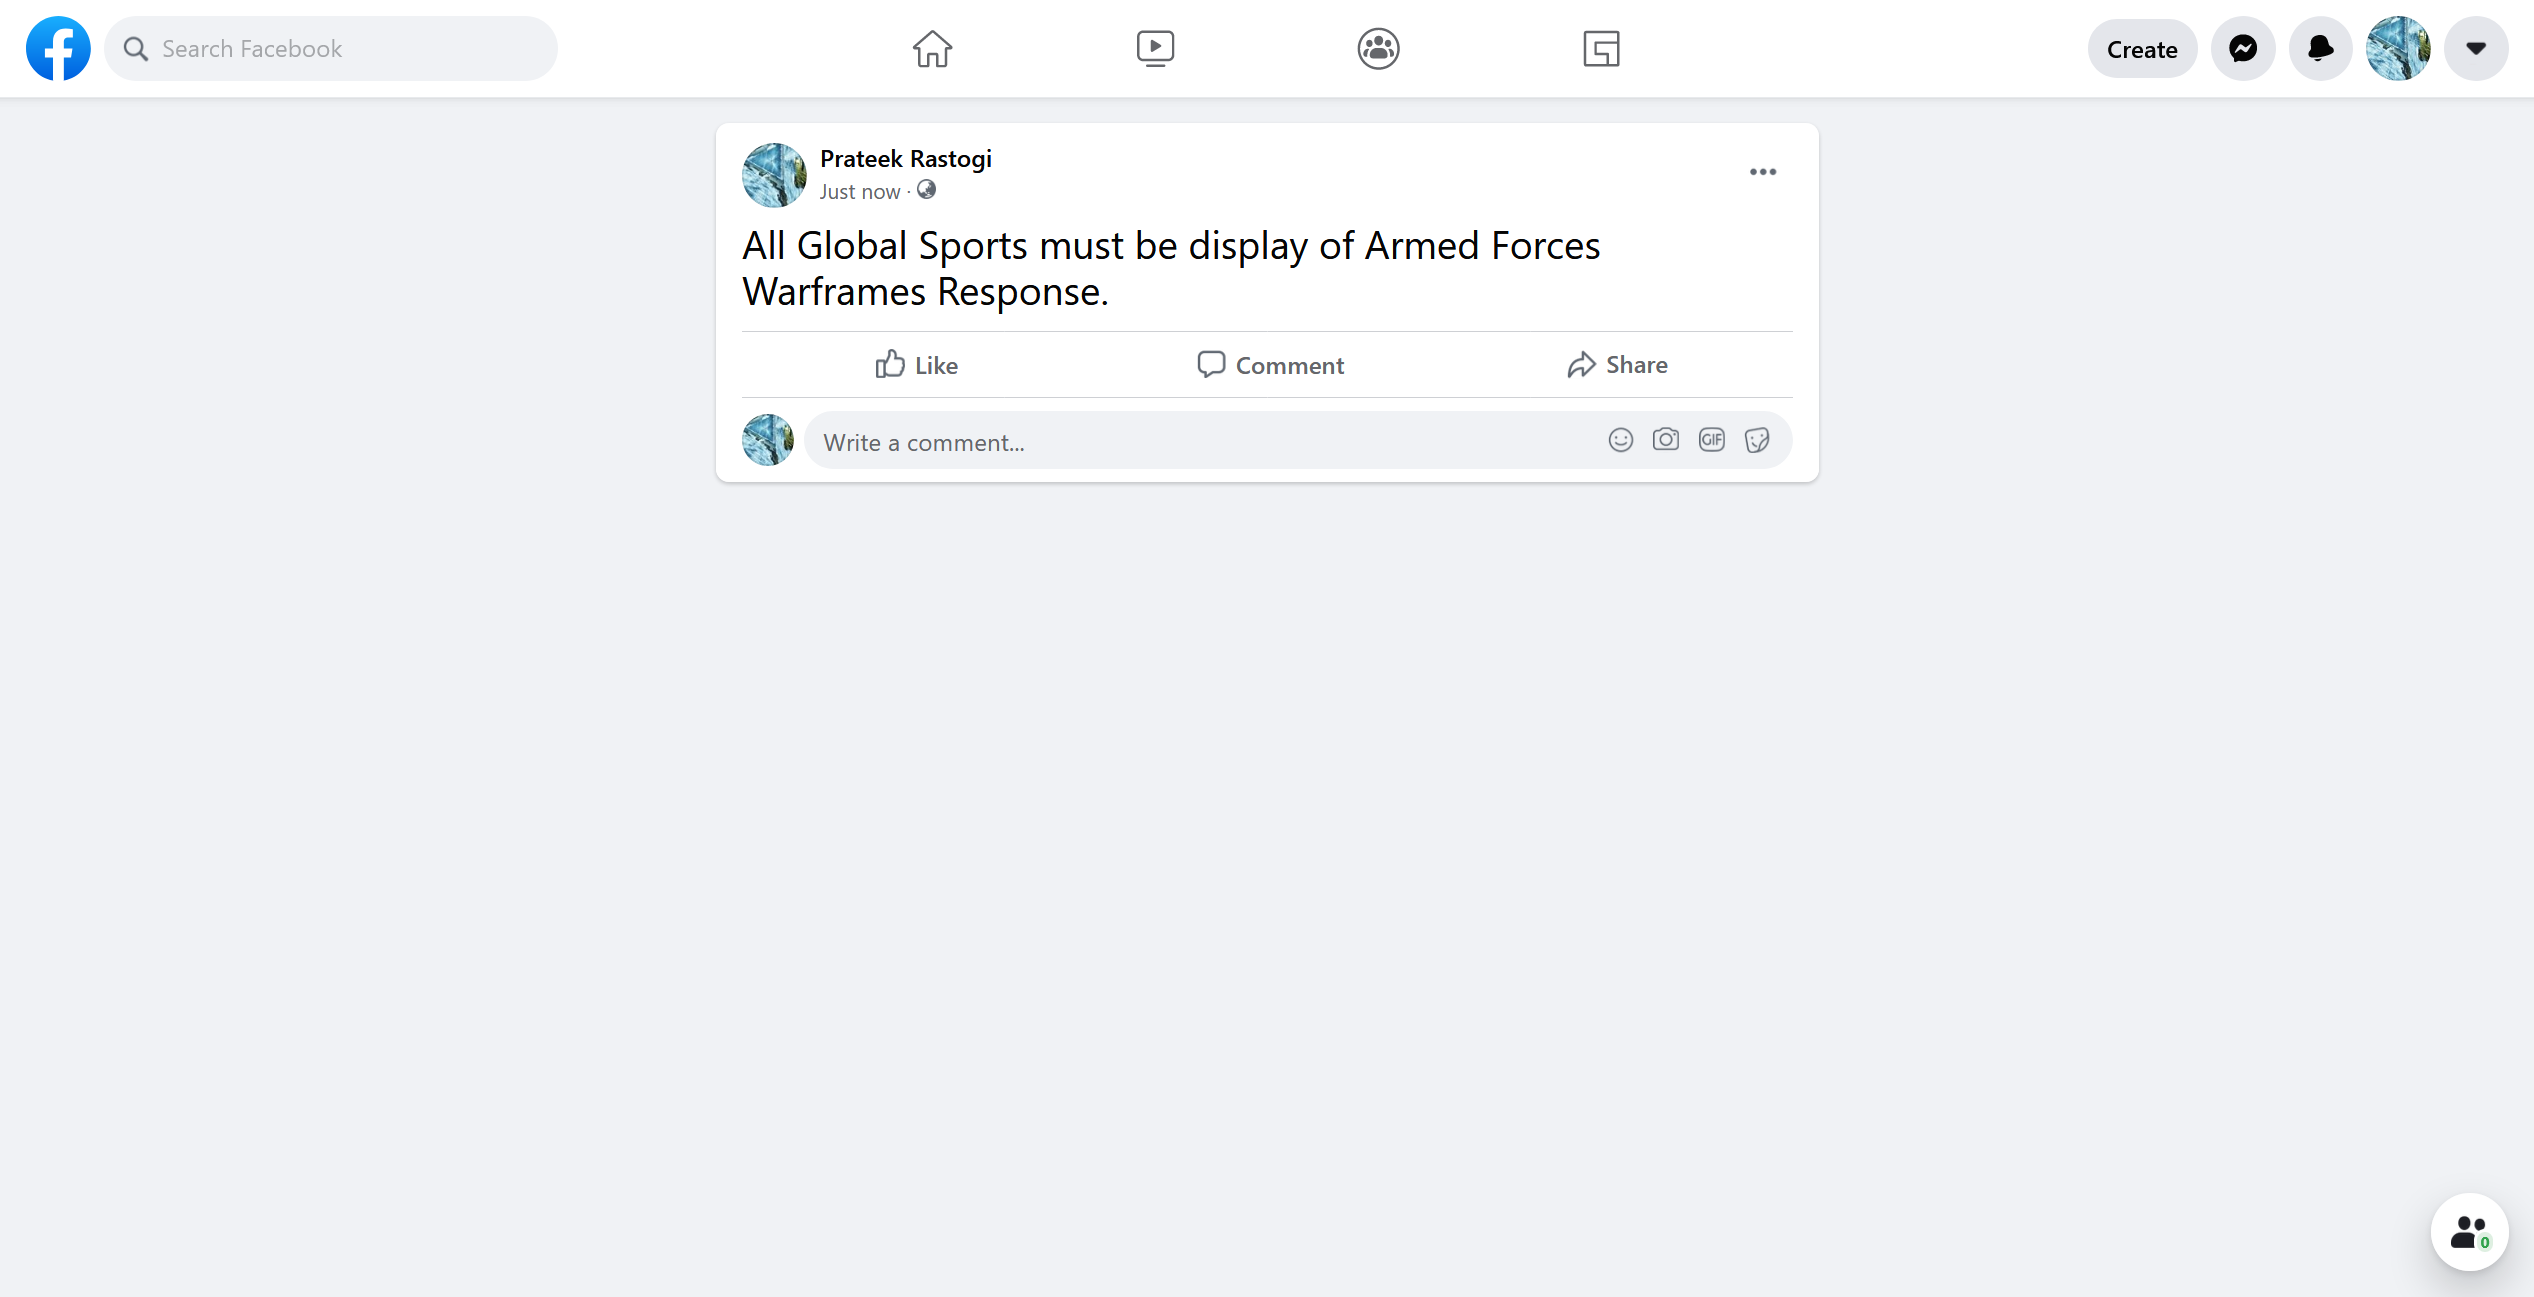 Search Facebook
Create
Prateek Rastogi
Just now ·
All Global Sports must be display of Armed Forces
Warframes Response.
Like
Comment
Share
Write a comment...
GIF
0